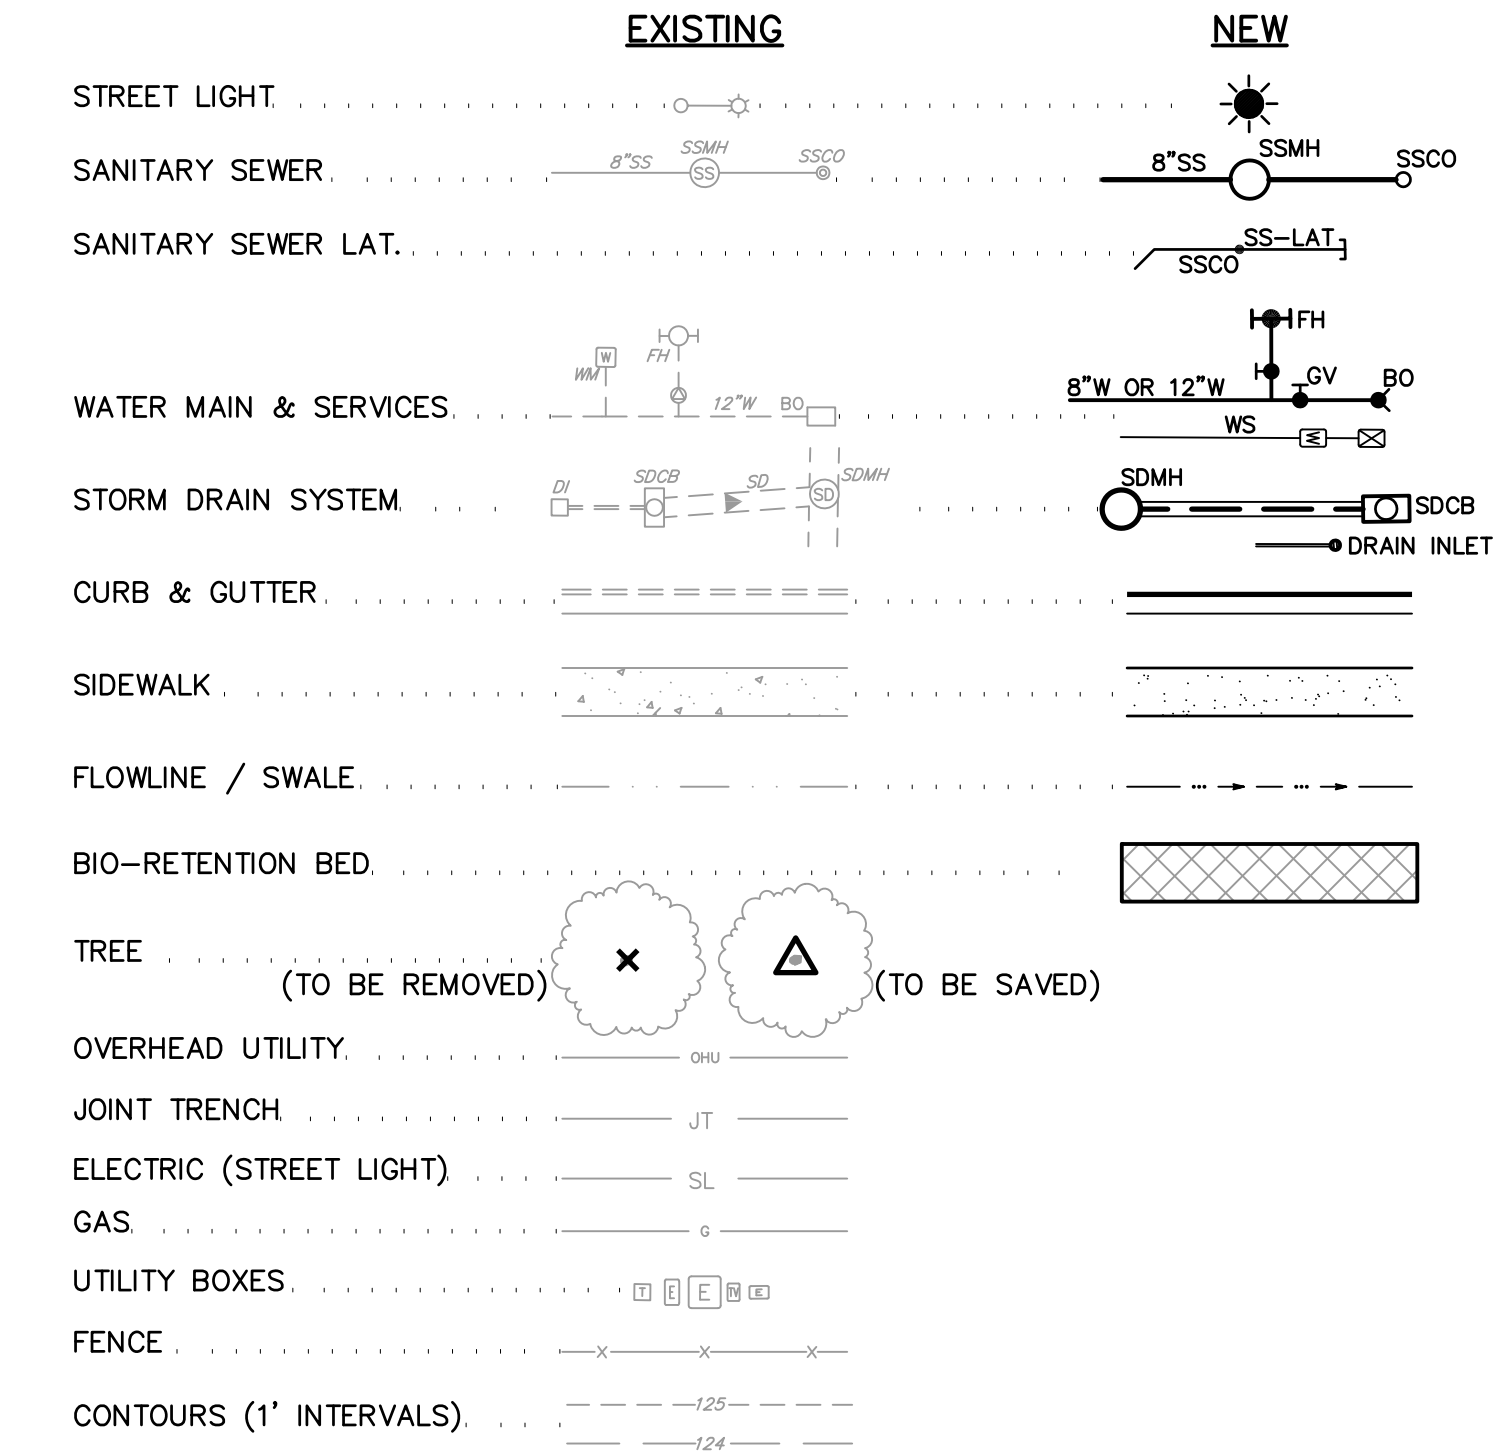 EXISTING NEW
STREET LIGHT
SANITARY SEWER 8"SS SSMH SS SSCO 8"SS SSMH SSCO
SANITARY SEWER LAT. SS-LAT
SSCO
FH
W FH
WM
WATER MAIN & SERVICES 12"W BO 8"W OR 12"W GV BO
WS W
STORM DRAIN SYSTEM DI SDCB SD SD SDMH SDMH SDCB
DRAIN INLET
CURB & GUTTER
SIDEWALK
FLOWLINE / SWALE
BIO-RETENTION BED
TREE
(TO BE REMOVED) (TO BE SAVED)
OVERHEAD UTILITY OHU
JOINT TRENCH JT
ELECTRIC (STREET LIGHT) SL
GAS G
UTILITY BOXES T E E TV E
FENCE X X X
CONTOURS (1' INTERVALS) 125
124